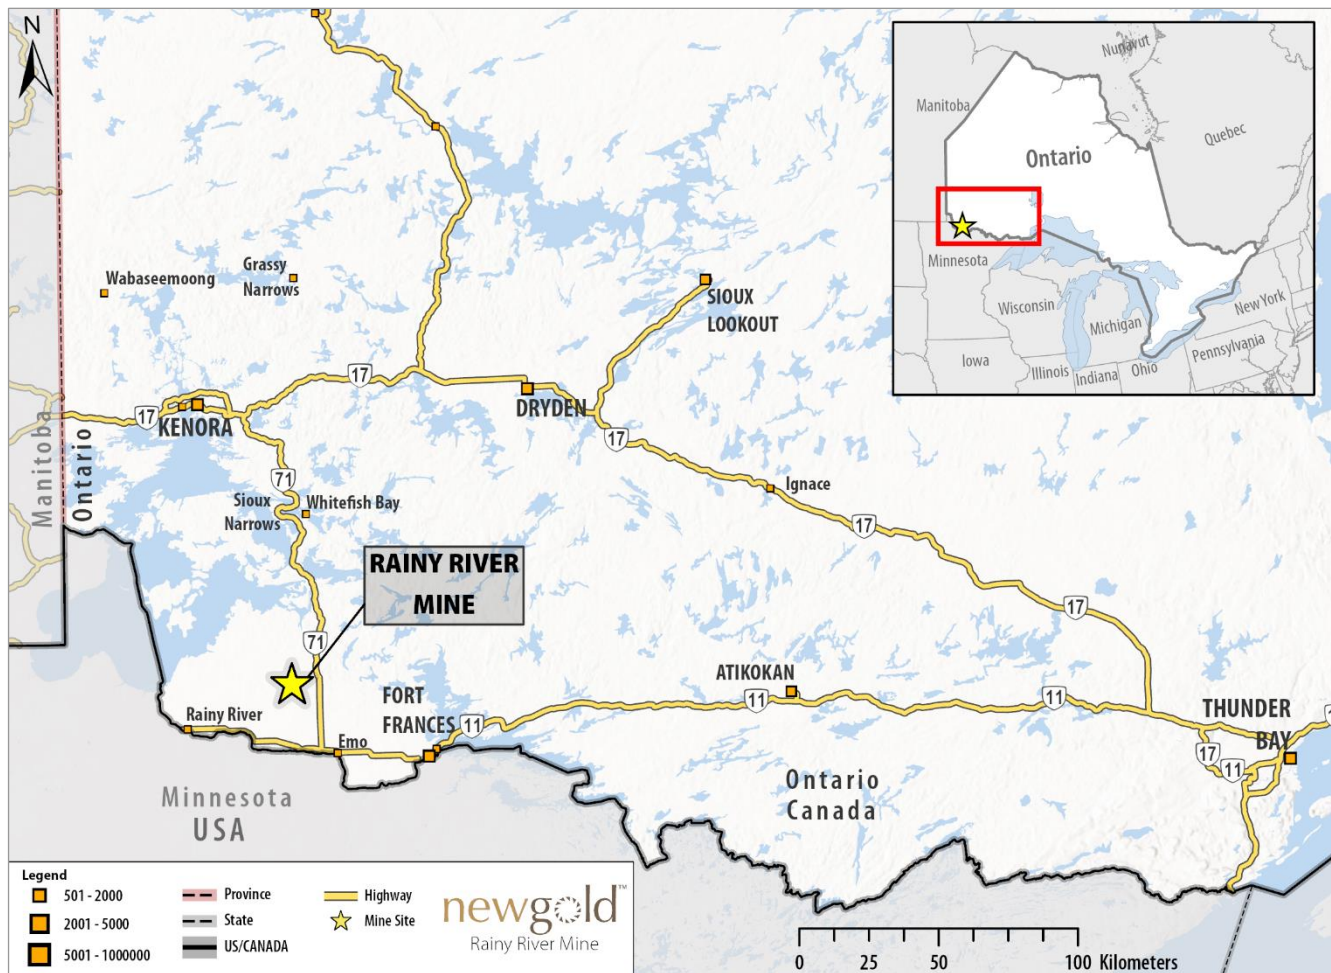 N
Nunavut
Manitoba
Quebec
Ontario
Minnesota
Wisconsin
Michigan
New York
Iowa
Illinois
Indiana
Ohio
Pennsylvania
Wabaseemoong
Grassy
Narrows
SIOUX
LOOKOUT
17
17
KENORA
DRYDEN
17
Manitoba
Ontario
71
Sioux
Narrows
Whitefish Bay
Ignace
17
RAINY RIVER
MINE
17
71
ATIKOKAN
FORT
FRANCES
11
11
11
THUNDER
BAY
Rainy River
Emo
17
11
Minnesota
USA
Ontario
Canada
Legend
501 - 2000
2001 - 5000
5001 - 1000000
Province
State
US/CANADA
Highway
Mine Site
newgold™
Rainy River Mine
0 25 50 100 Kilometers